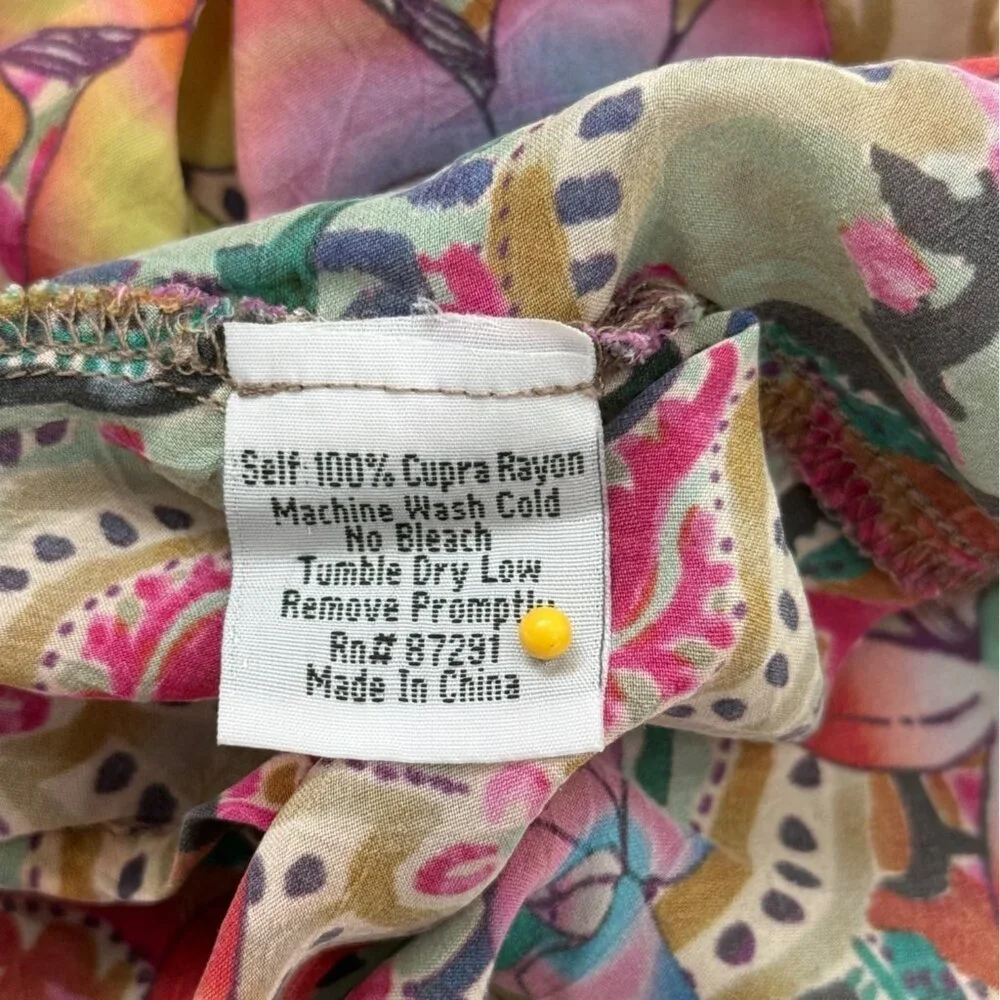 Self: 100% Cupra Rayon
Machine Wash Cold
No Bleach
Tumble Dry Low
Remove Promptly
Rn# 87291
Made In China